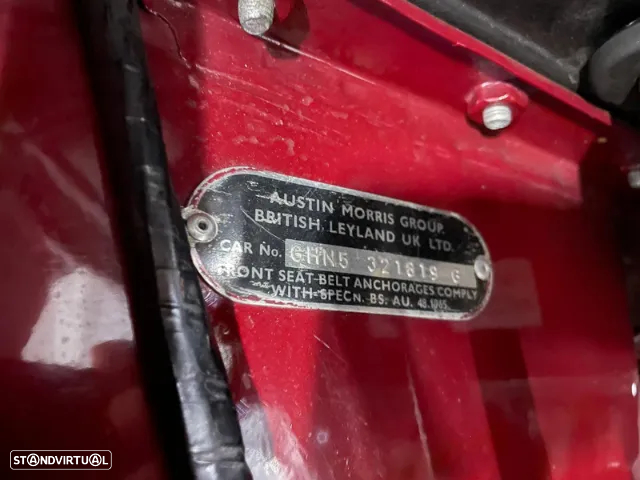 AUSTIN MORRIS GROUP
BRITISH LEYLAND UK LTD.
CAR No. GHN5 321819 G
FRONT SEAT-BELT ANCHORAGES COMPLY
WITH SPECN. BS. AU. 48.1965
STANDVIRTUAL